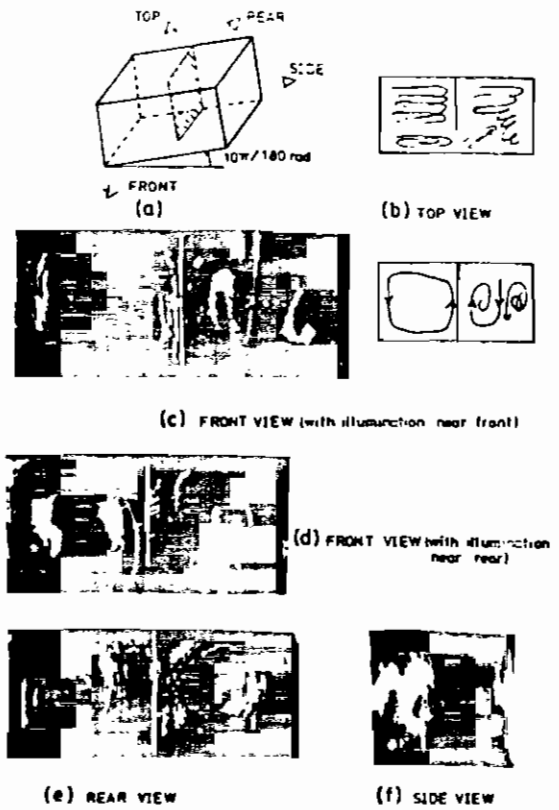 TOP
REAR
SIDE
10π/180 rad
FRONT
(a)
(b) TOP VIEW
(c) FRONT VIEW (with illumination near front)
(d) FRONT VIEW (with illumination
near rear)
(e) REAR VIEW
(f) SIDE VIEW